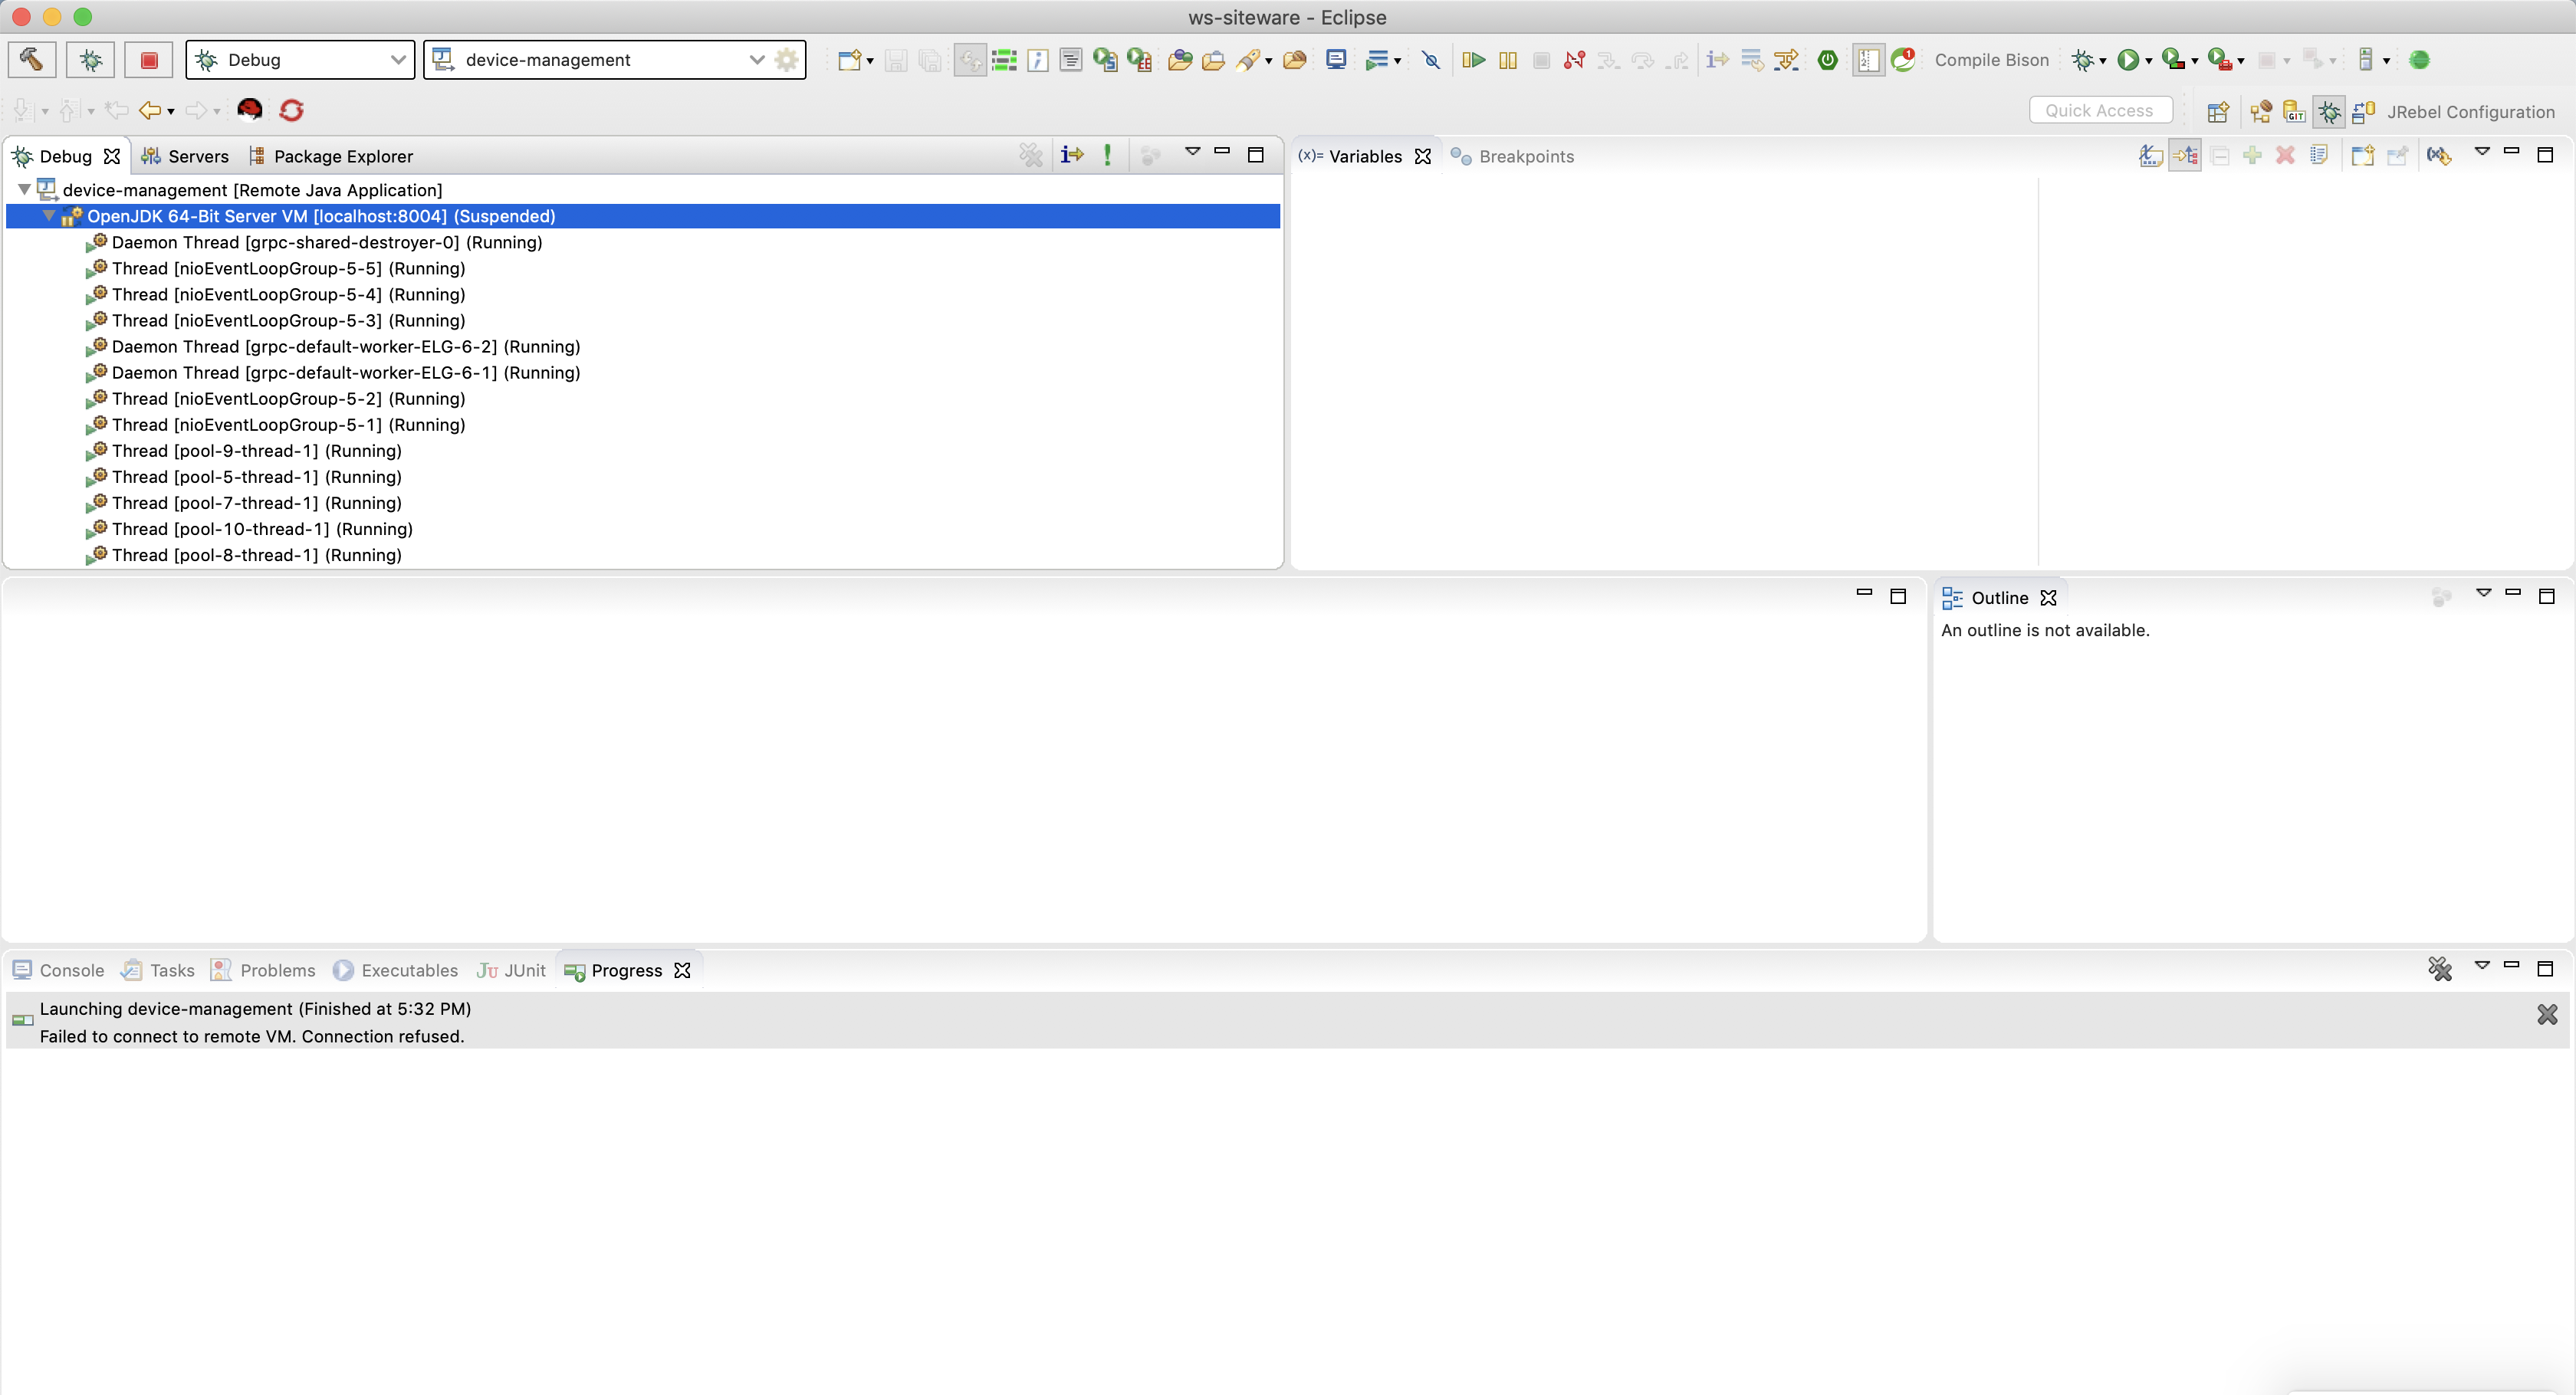 ws-siteware - Eclipse
Debug
device-management
Compile Bison
Quick Access
JRebel Configuration
Debug
Servers
Package Explorer
device-management [Remote Java Application]
OpenJDK 64-Bit Server VM [localhost:8004] (Suspended)
Daemon Thread [grpc-shared-destroyer-0] (Running)
Thread [nioEventLoopGroup-5-5] (Running)
Thread [nioEventLoopGroup-5-4] (Running)
Thread [nioEventLoopGroup-5-3] (Running)
Daemon Thread [grpc-default-worker-ELG-6-2] (Running)
Daemon Thread [grpc-default-worker-ELG-6-1] (Running)
Thread [nioEventLoopGroup-5-2] (Running)
Thread [nioEventLoopGroup-5-1] (Running)
Thread [pool-9-thread-1] (Running)
Thread [pool-5-thread-1] (Running)
Thread [pool-7-thread-1] (Running)
Thread [pool-10-thread-1] (Running)
Thread [pool-8-thread-1] (Running)
(x)= Variables
Breakpoints
Outline
An outline is not available.
Console
Tasks
Problems
Executables
JU JUnit
Progress
Launching device-management (Finished at 5:32 PM)
Failed to connect to remote VM. Connection refused.